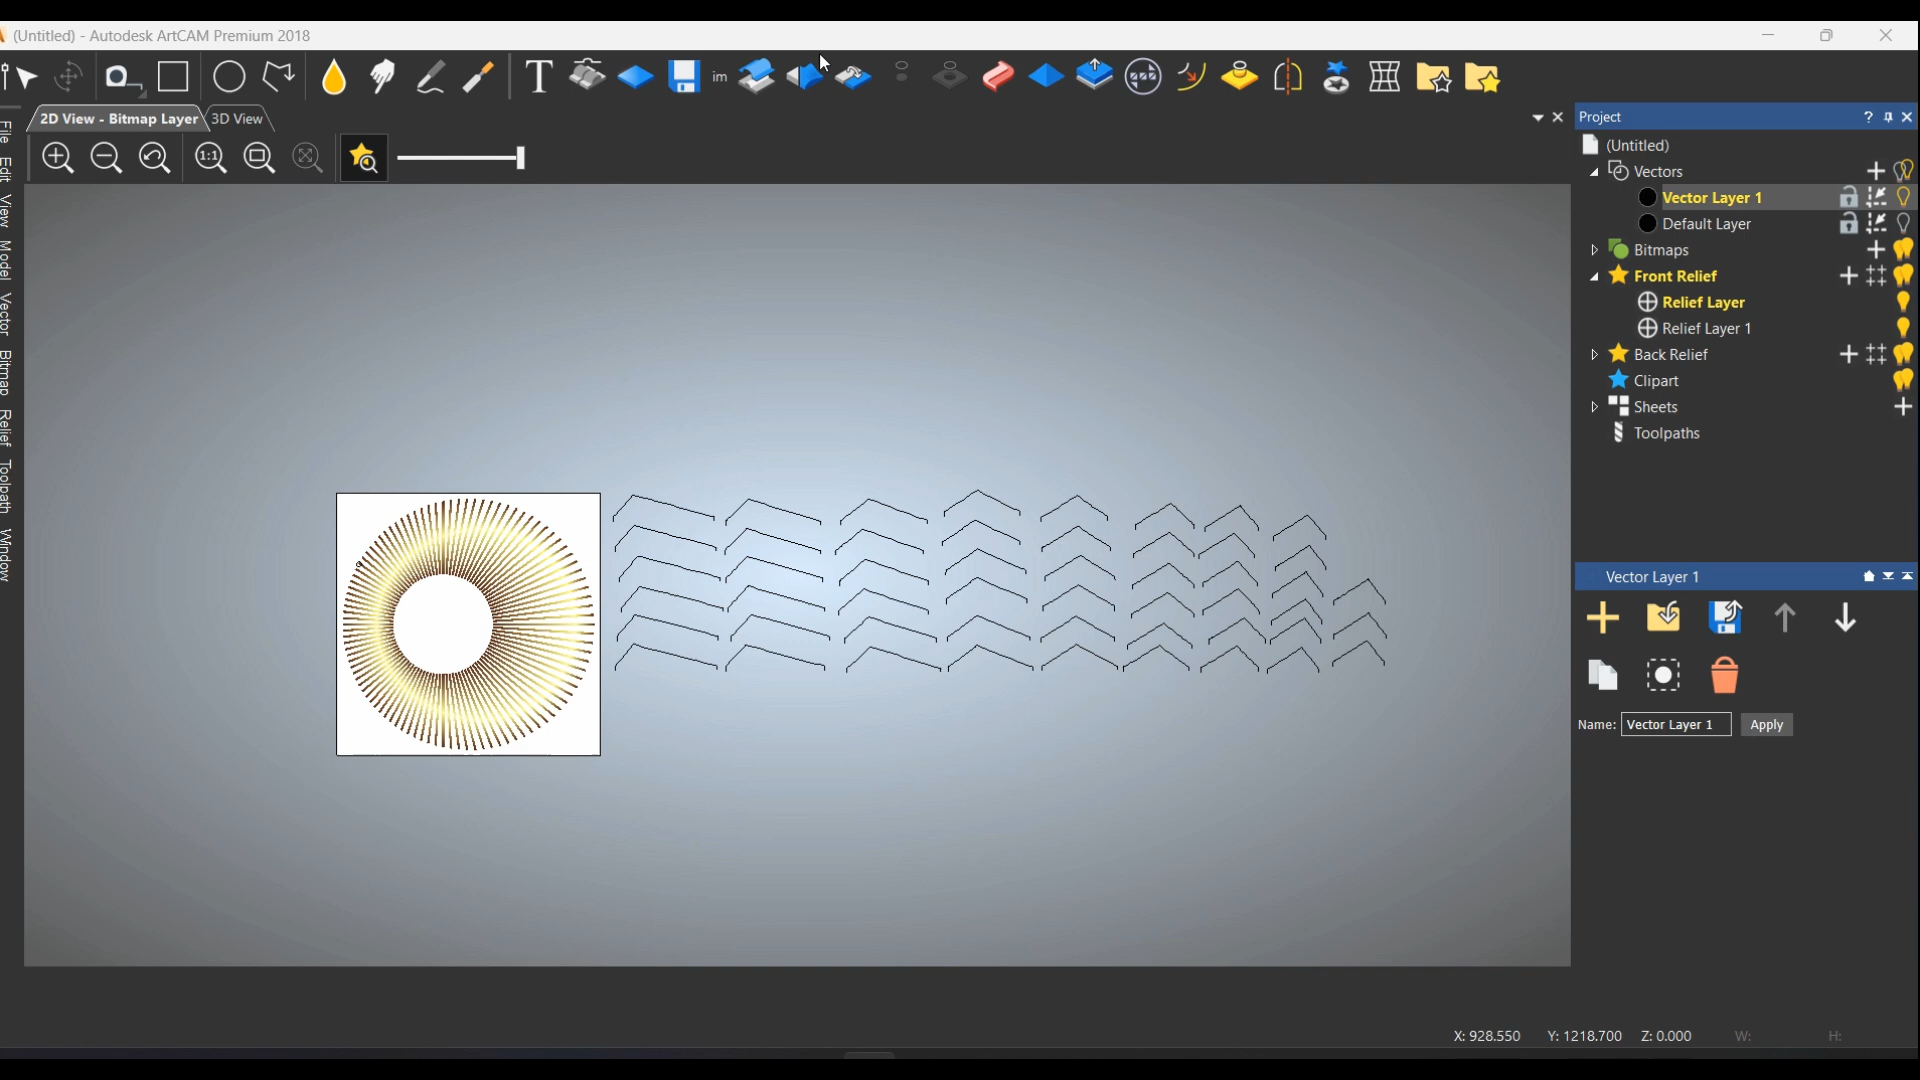 (Untitled) - Autodesk ArtCAM Premium 2018
T
im
2D View - Bitmap Layer
3D View
1:1
File
Edit
View
Model
Vector
Bitmap
Relief
Toolpath
Window
Project
?
(Untitled)
Vectors
Vector Layer 1
Default Layer
Bitmaps
Front Relief
Relief Layer
Relief Layer 1
Back Relief
Clipart
Sheets
Toolpaths
Vector Layer 1
Name: Vector Layer 1 Apply
X: 928.550 Y: 1218.700 Z: 0.000 W: H: